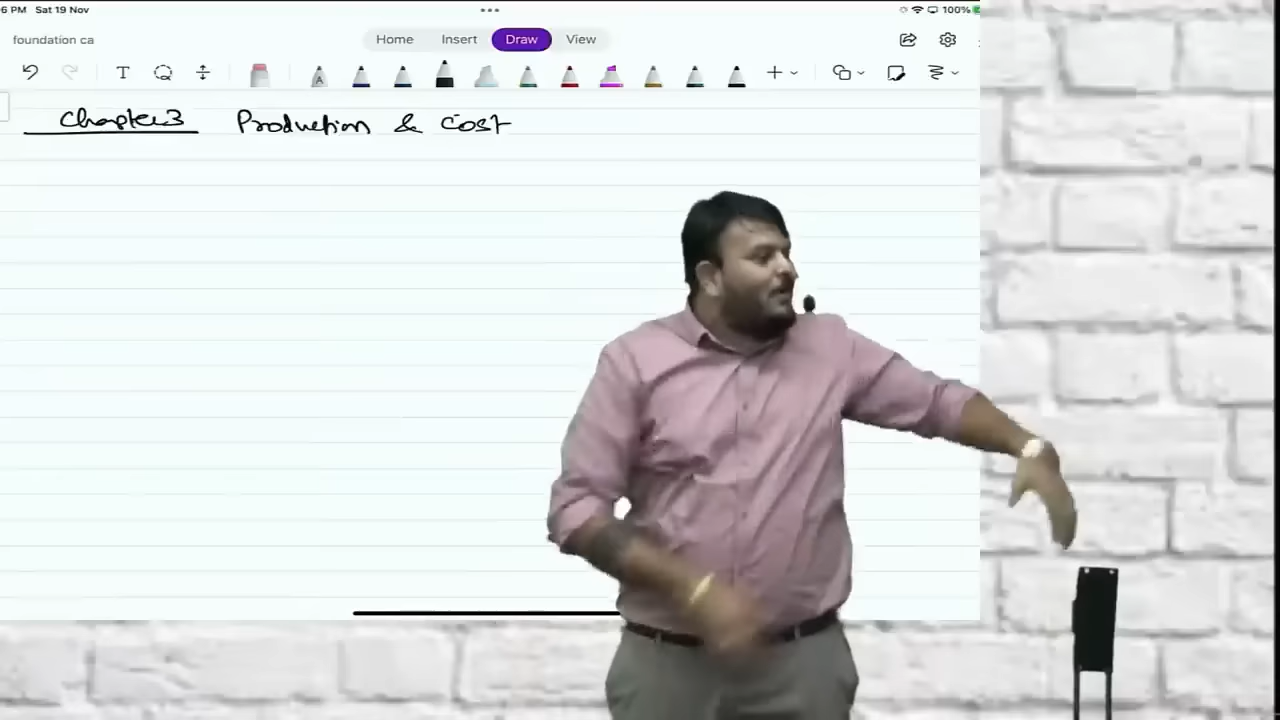 6 PM Sat 19 Nov
100%
foundation ca
Home Insert Draw View
T
A
Chapter3 Production & Cost